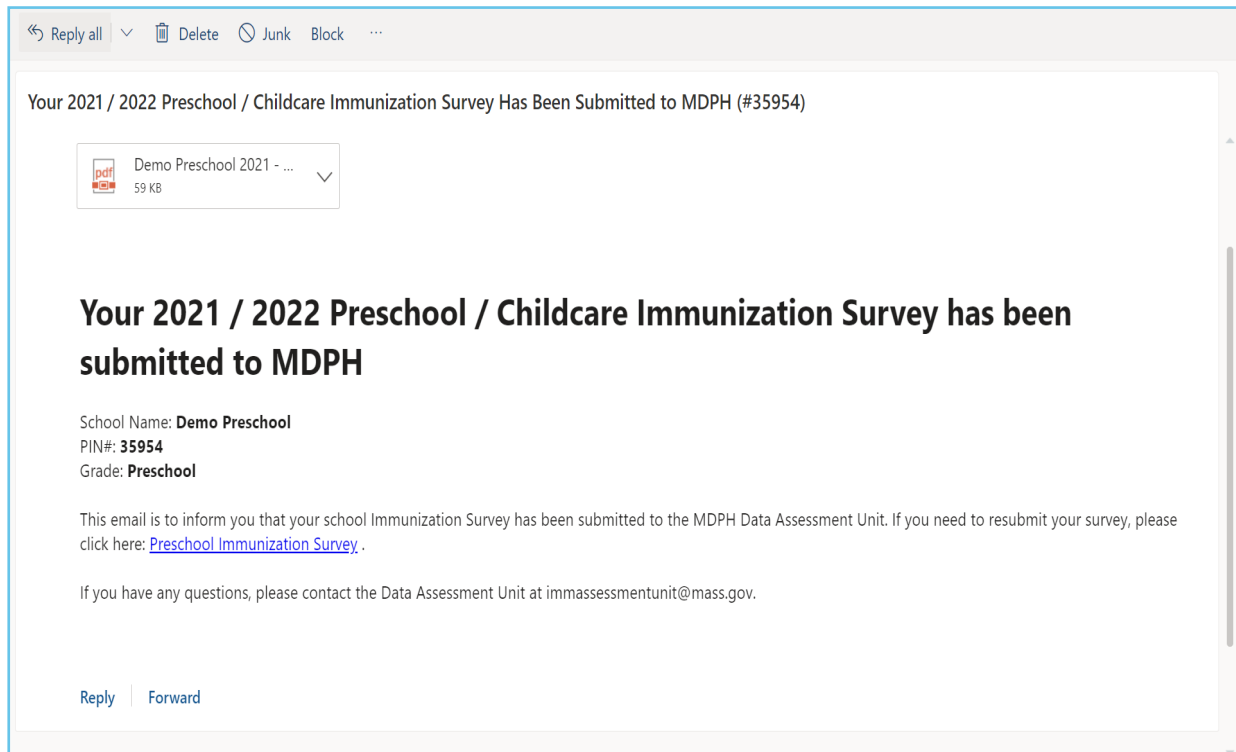 Reply all Delete Junk Block ...
Your 2021 / 2022 Preschool / Childcare Immunization Survey Has Been Submitted to MDPH (#35954)
pdf
Demo Preschool 2021 - ...
59 KB
Your 2021 / 2022 Preschool / Childcare Immunization Survey has been
submitted to MDPH
School Name: Demo Preschool
PIN#: 35954
Grade: Preschool
This email is to inform you that your school Immunization Survey has been submitted to the MDPH Data Assessment Unit. If you need to resubmit your survey, please
click here: Preschool Immunization Survey .
If you have any questions, please contact the Data Assessment Unit at immassessmentunit@mass.gov.
Reply Forward